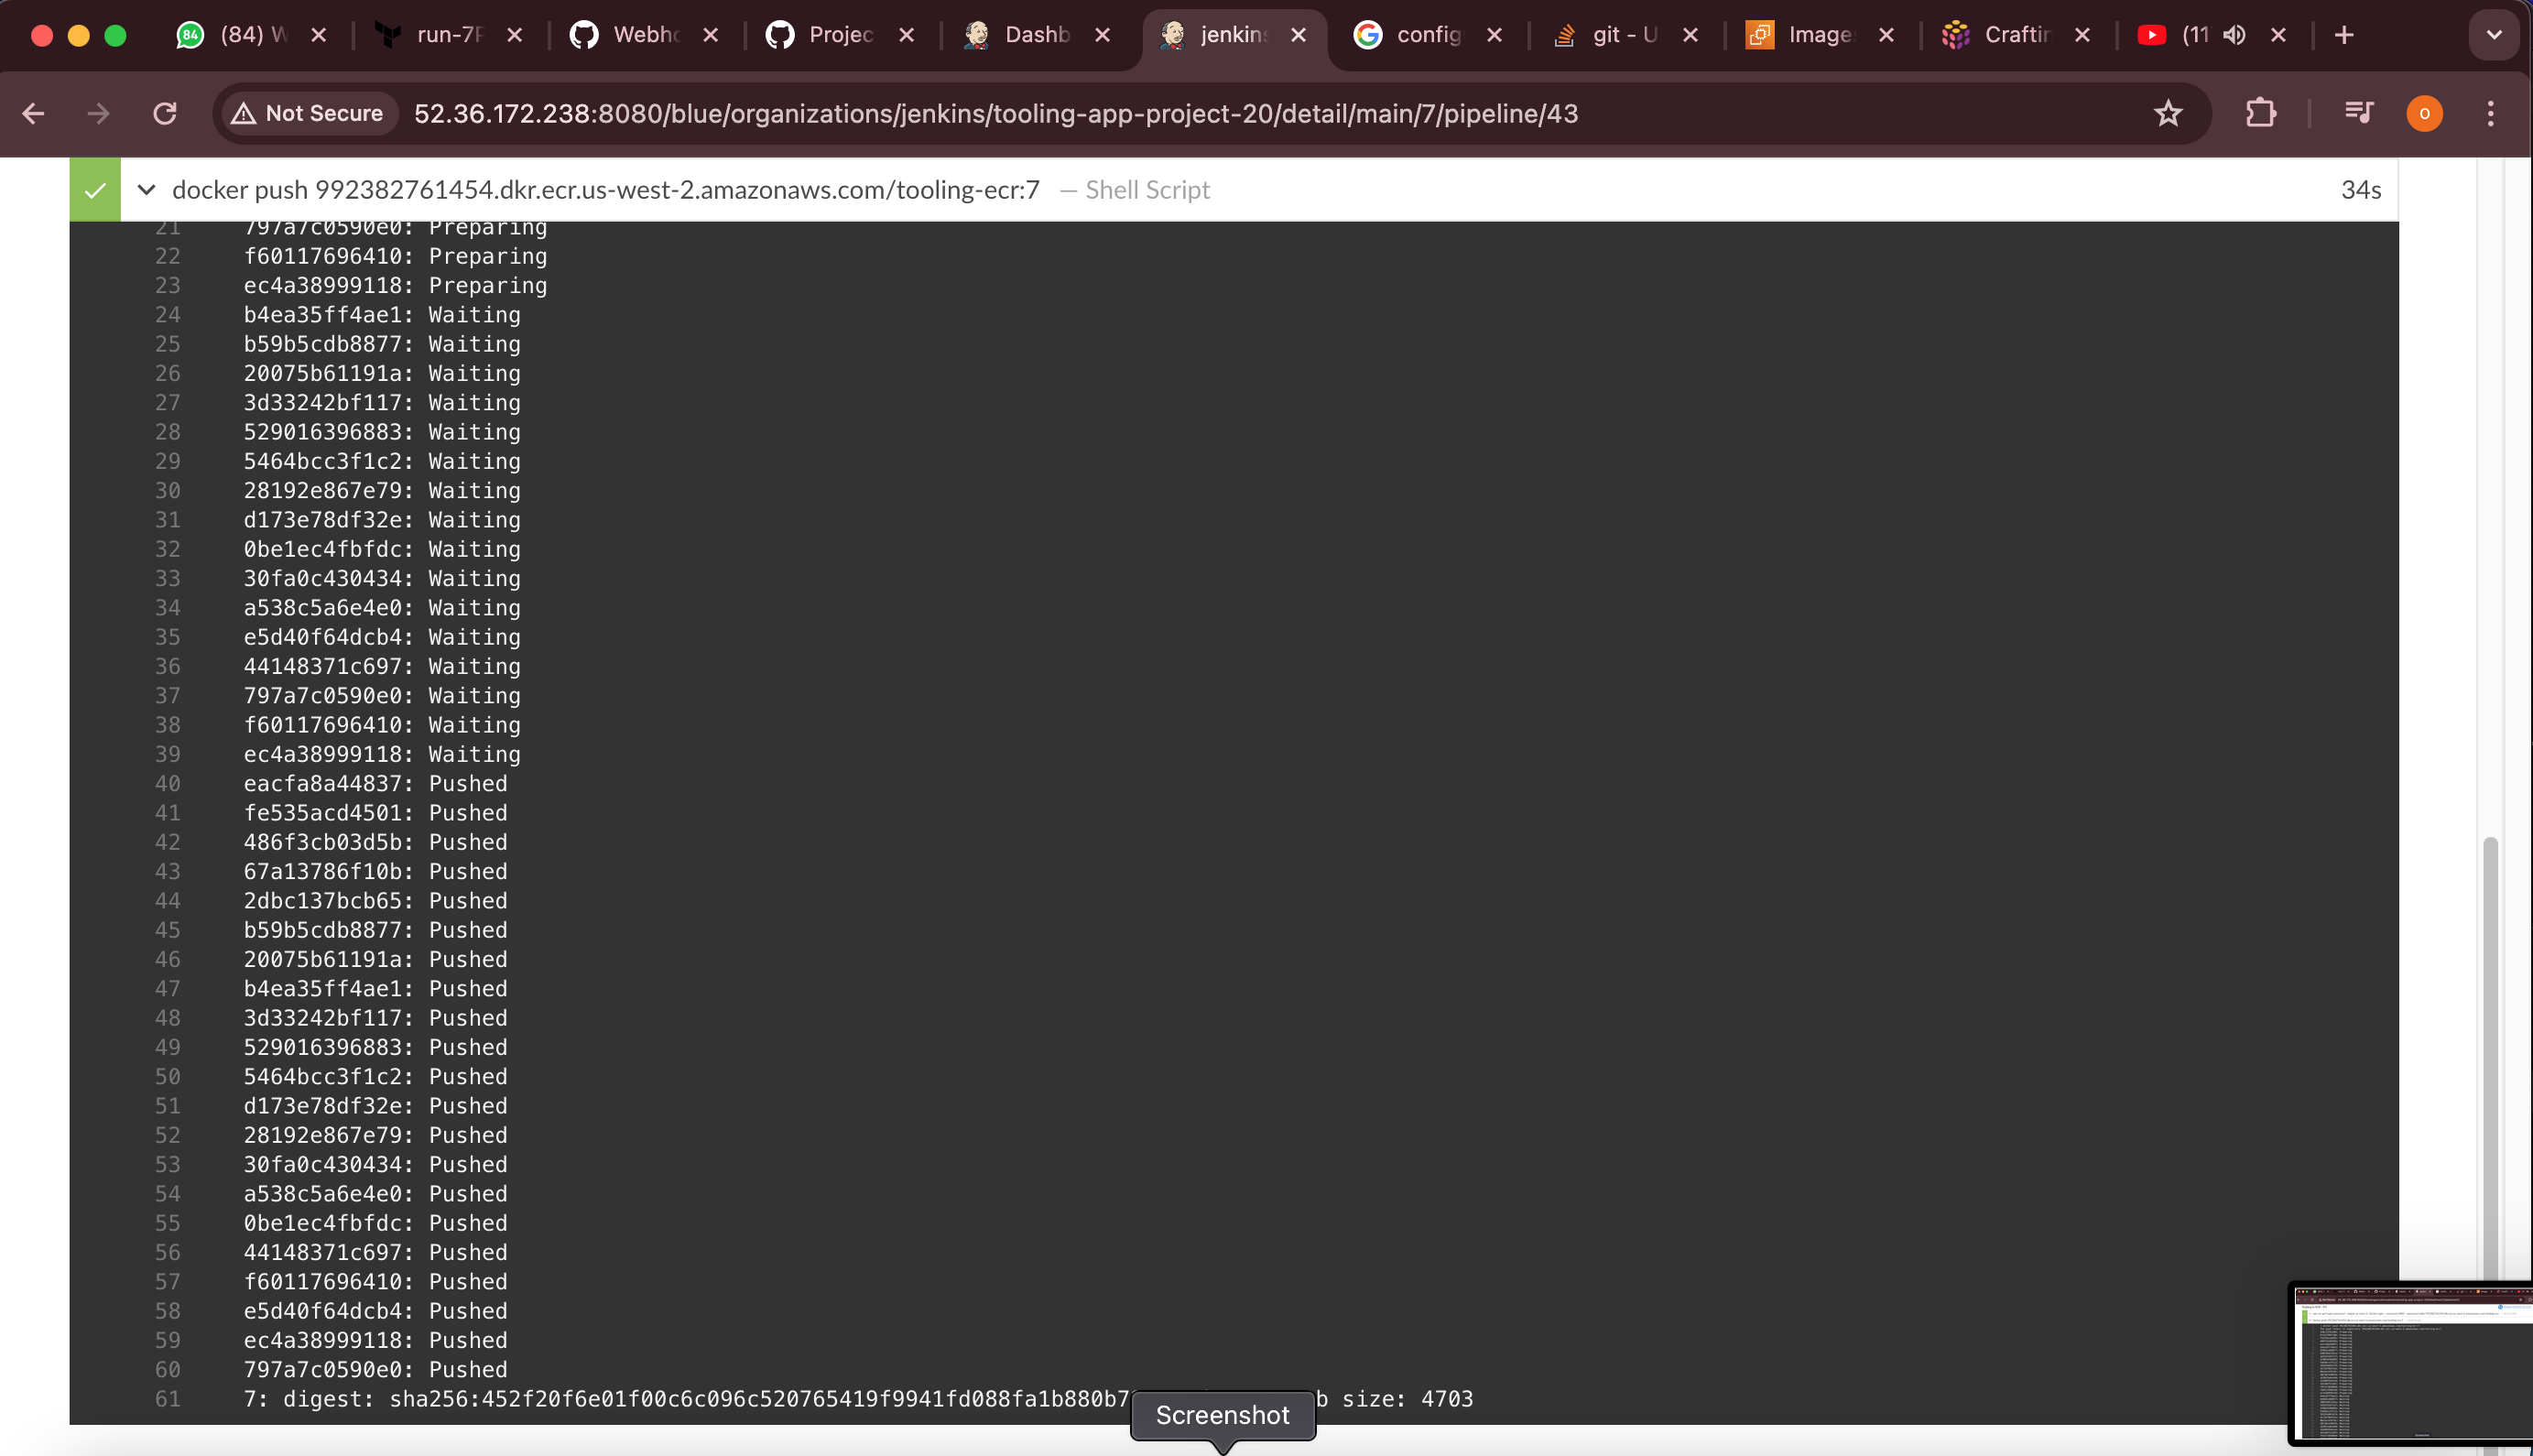 (84) W
run-7P
Webho
Projec
Dashb
jenkins
config
git - U
Image
Craftin
(11
Not Secure
52.36.172.238:8080/blue/organizations/jenkins/tooling-app-project-20/detail/main/7/pipeline/43
docker push 992382761454.dkr.ecr.us-west-2.amazonaws.com/tooling-ecr:7 — Shell Script 34s
21 797a7c0590e0: Preparing
22 f60117696410: Preparing
23 ec4a38999118: Preparing
24 b4ea35ff4ae1: Waiting
25 b59b5cdb8877: Waiting
26 20075b61191a: Waiting
27 3d33242bf117: Waiting
28 529016396883: Waiting
29 5464bcc3f1c2: Waiting
30 28192e867e79: Waiting
31 d173e78df32e: Waiting
32 0be1ec4fbfdc: Waiting
33 30fa0c430434: Waiting
34 a538c5a6e4e0: Waiting
35 e5d40f64dcb4: Waiting
36 44148371c697: Waiting
37 797a7c0590e0: Waiting
38 f60117696410: Waiting
39 ec4a38999118: Waiting
40 eacfa8a44837: Pushed
41 fe535acd4501: Pushed
42 486f3cb03d5b: Pushed
43 67a13786f10b: Pushed
44 2dbc137bcb65: Pushed
45 b59b5cdb8877: Pushed
46 20075b61191a: Pushed
47 b4ea35ff4ae1: Pushed
48 3d33242bf117: Pushed
49 529016396883: Pushed
50 5464bcc3f1c2: Pushed
51 d173e78df32e: Pushed
52 28192e867e79: Pushed
53 30fa0c430434: Pushed
54 a538c5a6e4e0: Pushed
55 0be1ec4fbfdc: Pushed
56 44148371c697: Pushed
57 f60117696410: Pushed
58 e5d40f64dcb4: Pushed
59 ec4a38999118: Pushed
60 797a7c0590e0: Pushed
61 7: digest: sha256:452f20f6e01f00c6c096c520765419f9941fd088fa1b880b7 b size: 4703
Screenshot